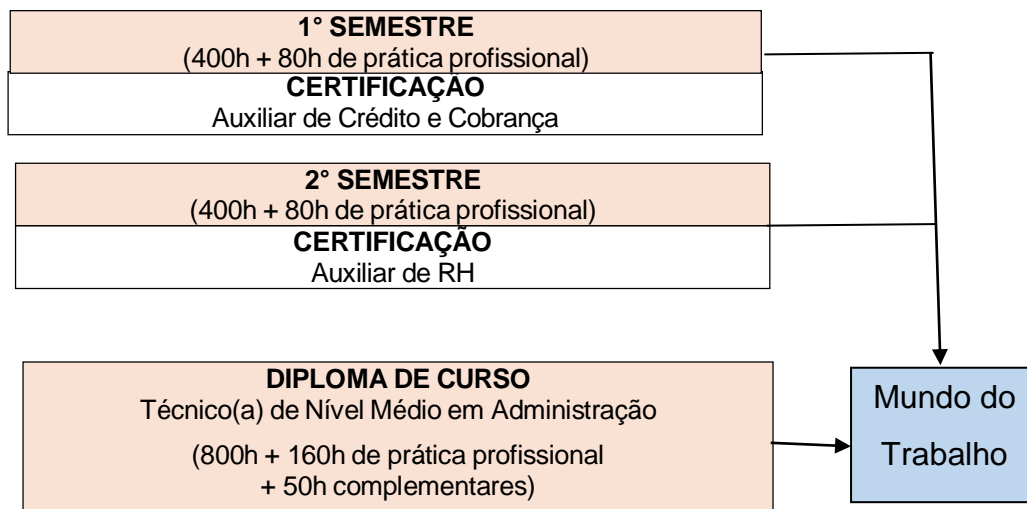 1° SEMESTRE
(400h + 80h de prática profissional)
CERTIFICAÇÃO
Auxiliar de Crédito e Cobrança
2° SEMESTRE
(400h + 80h de prática profissional)
CERTIFICAÇÃO
Auxiliar de RH
DIPLOMA DE CURSO
Técnico(a) de Nível Médio em Administração
(800h + 160h de prática profissional
+ 50h complementares)
Mundo do
Trabalho